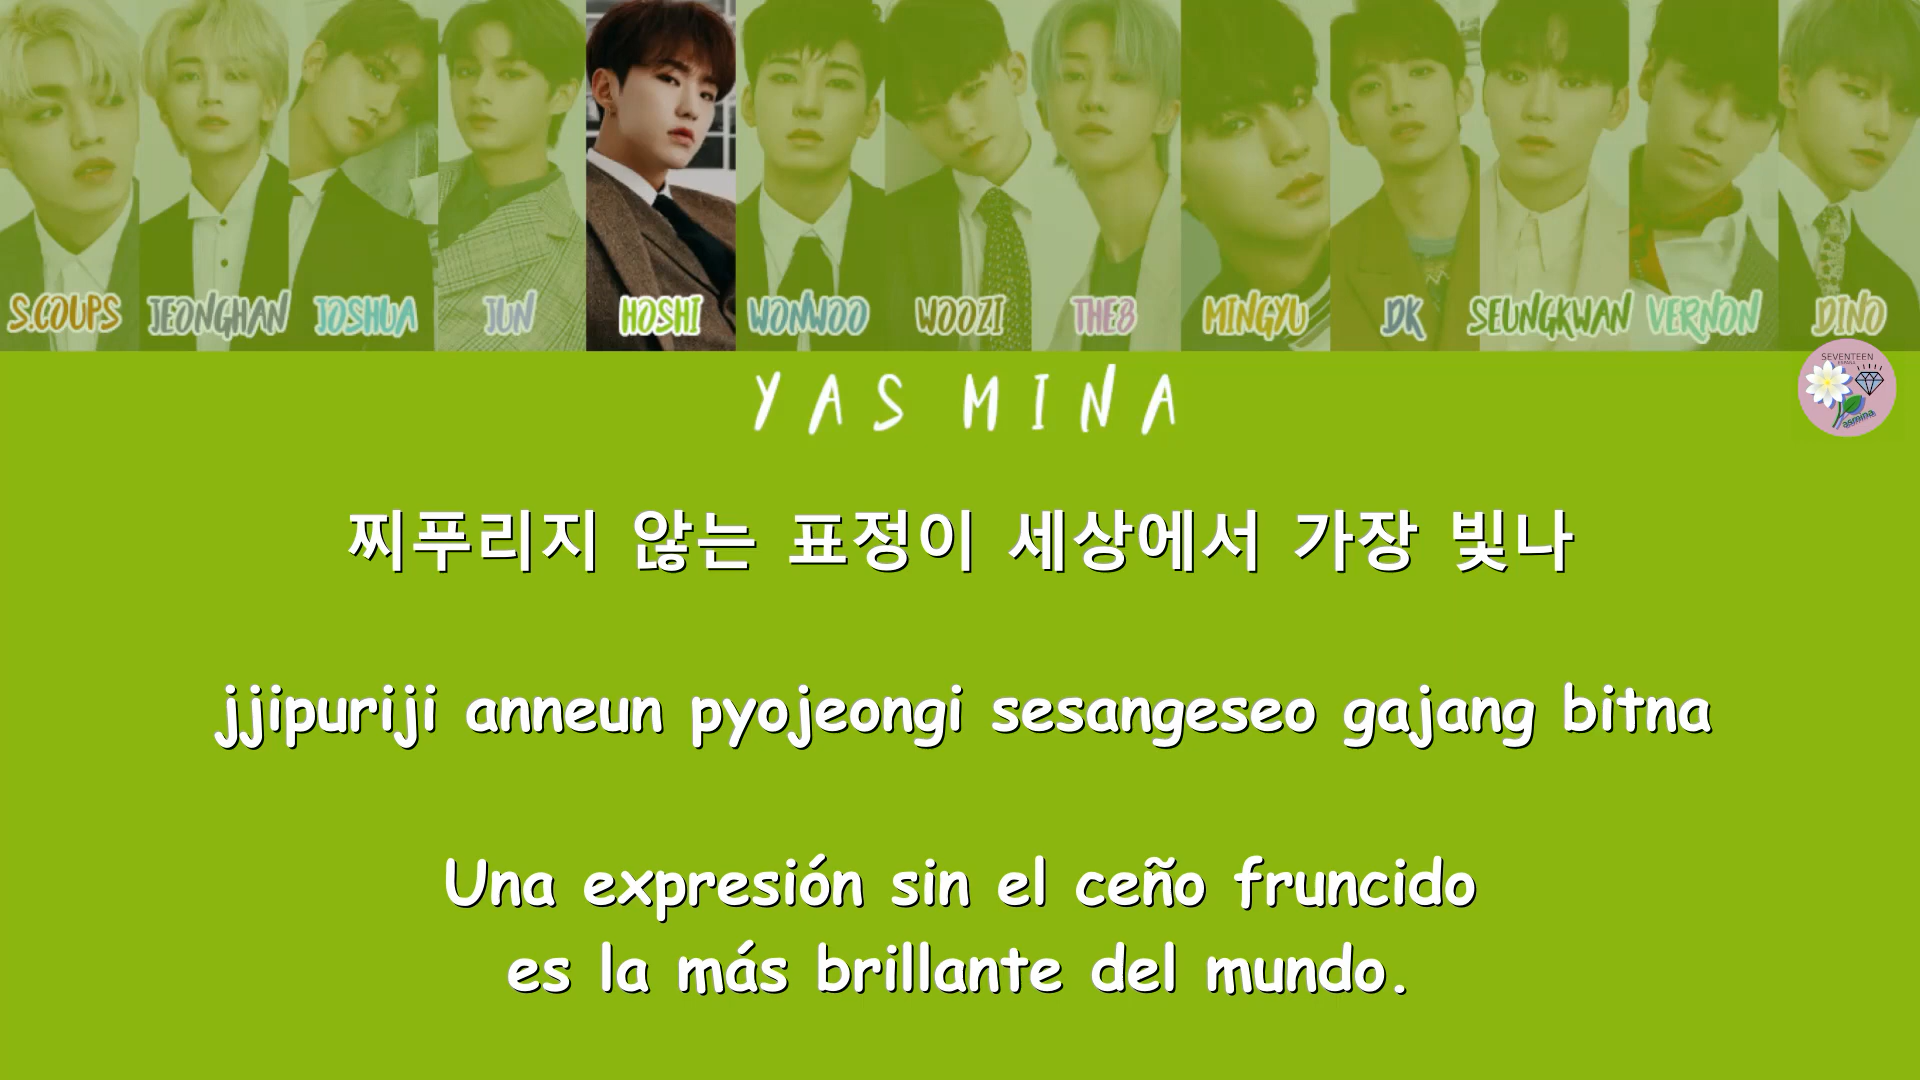 S.COUPS JEONGHAN JOSHUA JUN HOSHI WONWOO WOOZI THE8 MINGYU DK SEUNGKWAN VERNON DINO
SEVENTEEN
ESPAÑA
asmina
YAS MINA
찌푸리지 않는 표정이 세상에서 가장 빛나
jjipuriji anneun pyojeongi sesangeseo gajang bitna
Una expresión sin el ceño fruncido
es la más brillante del mundo.